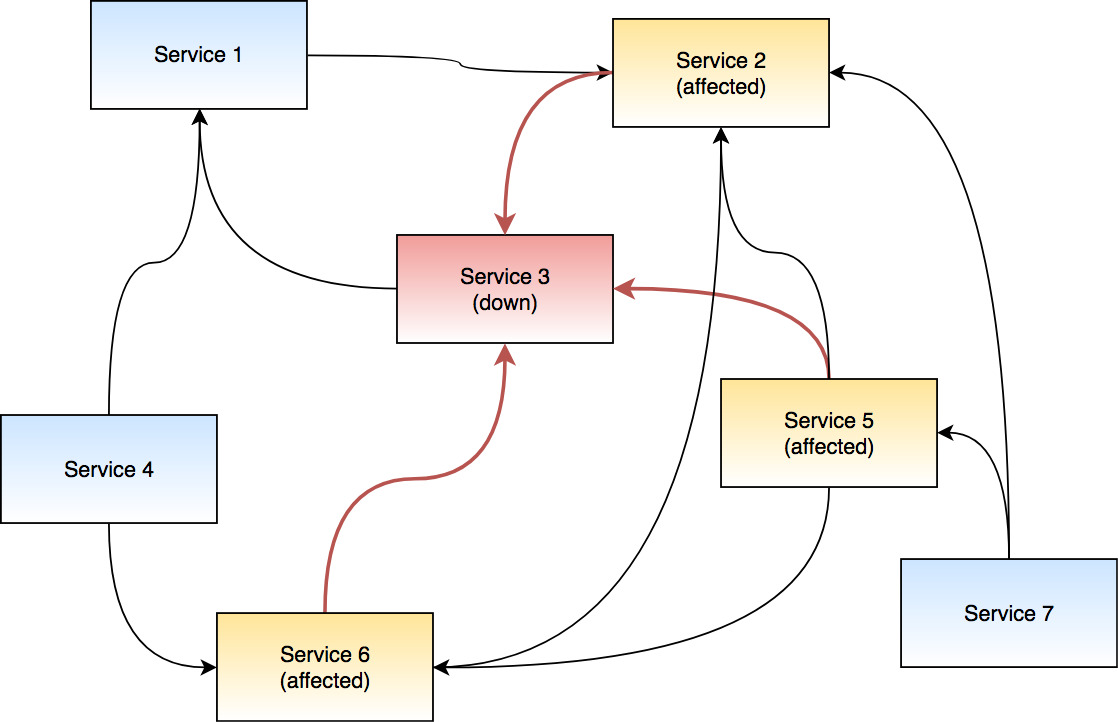 Service 1
Service 2
(affected)
Service 3
(down)
Service 5
(affected)
Service 4
Service 7
Service 6
(affected)